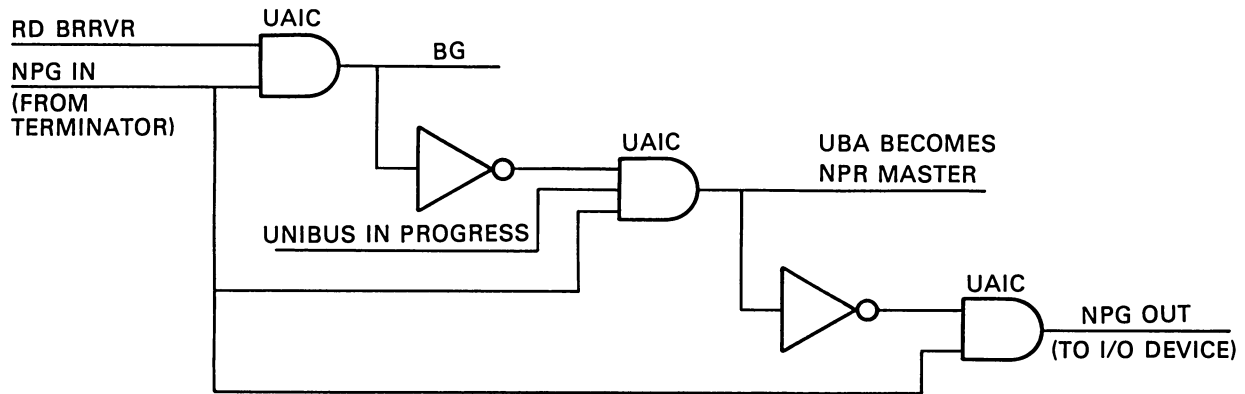 UAIC
RD BRRVR
BG
NPG IN
(FROM
TERMINATOR)
UAIC
UBA BECOMES
NPR MASTER
UNIBUS IN PROGRESS
UAIC
NPG OUT
(TO I/O DEVICE)